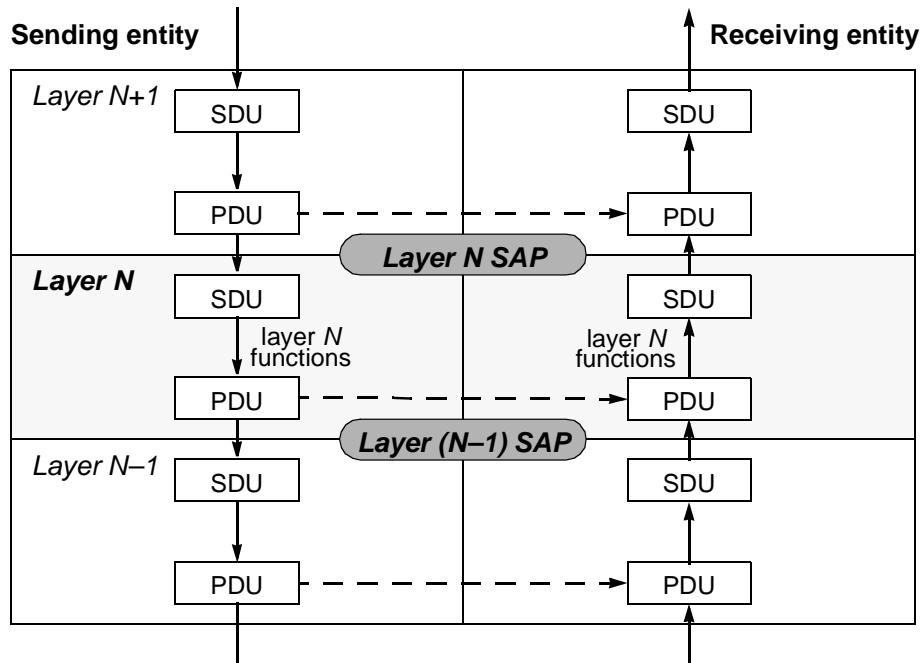 Sending entity
Receiving entity
Layer N+1
SDU
SDU
PDU
PDU
Layer N SAP
Layer N
SDU
SDU
layer N
functions
layer N
functions
PDU
PDU
Layer (N–1) SAP
Layer N–1
SDU
SDU
PDU
PDU